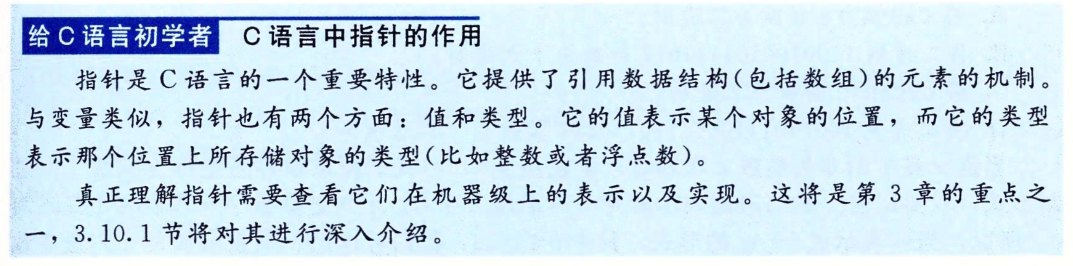 给C语言初学者 C语言中指针的作用
指针是C语言的一个重要特性。它提供了引用数据结构(包括数组)的元素的机制。
与变量类似，指针也有两个方面：值和类型。它的值表示某个对象的位置，而它的类型
表示那个位置上所存储对象的类型(比如整数或者浮点数)。
真正理解指针需要查看它们在机器级上的表示以及实现。这将是第3章的重点之
一，3.10.1节将对其进行深入介绍。